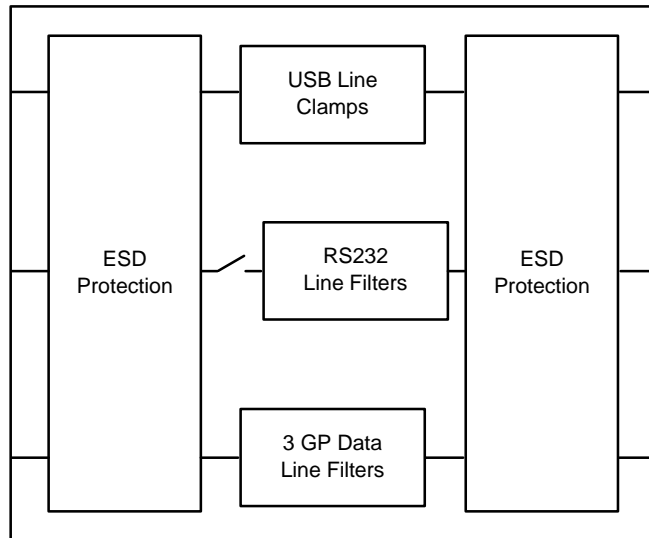 USB Line
Clamps
ESD
Protection
RS232
Line Filters
ESD
Protection
3 GP Data
Line Filters